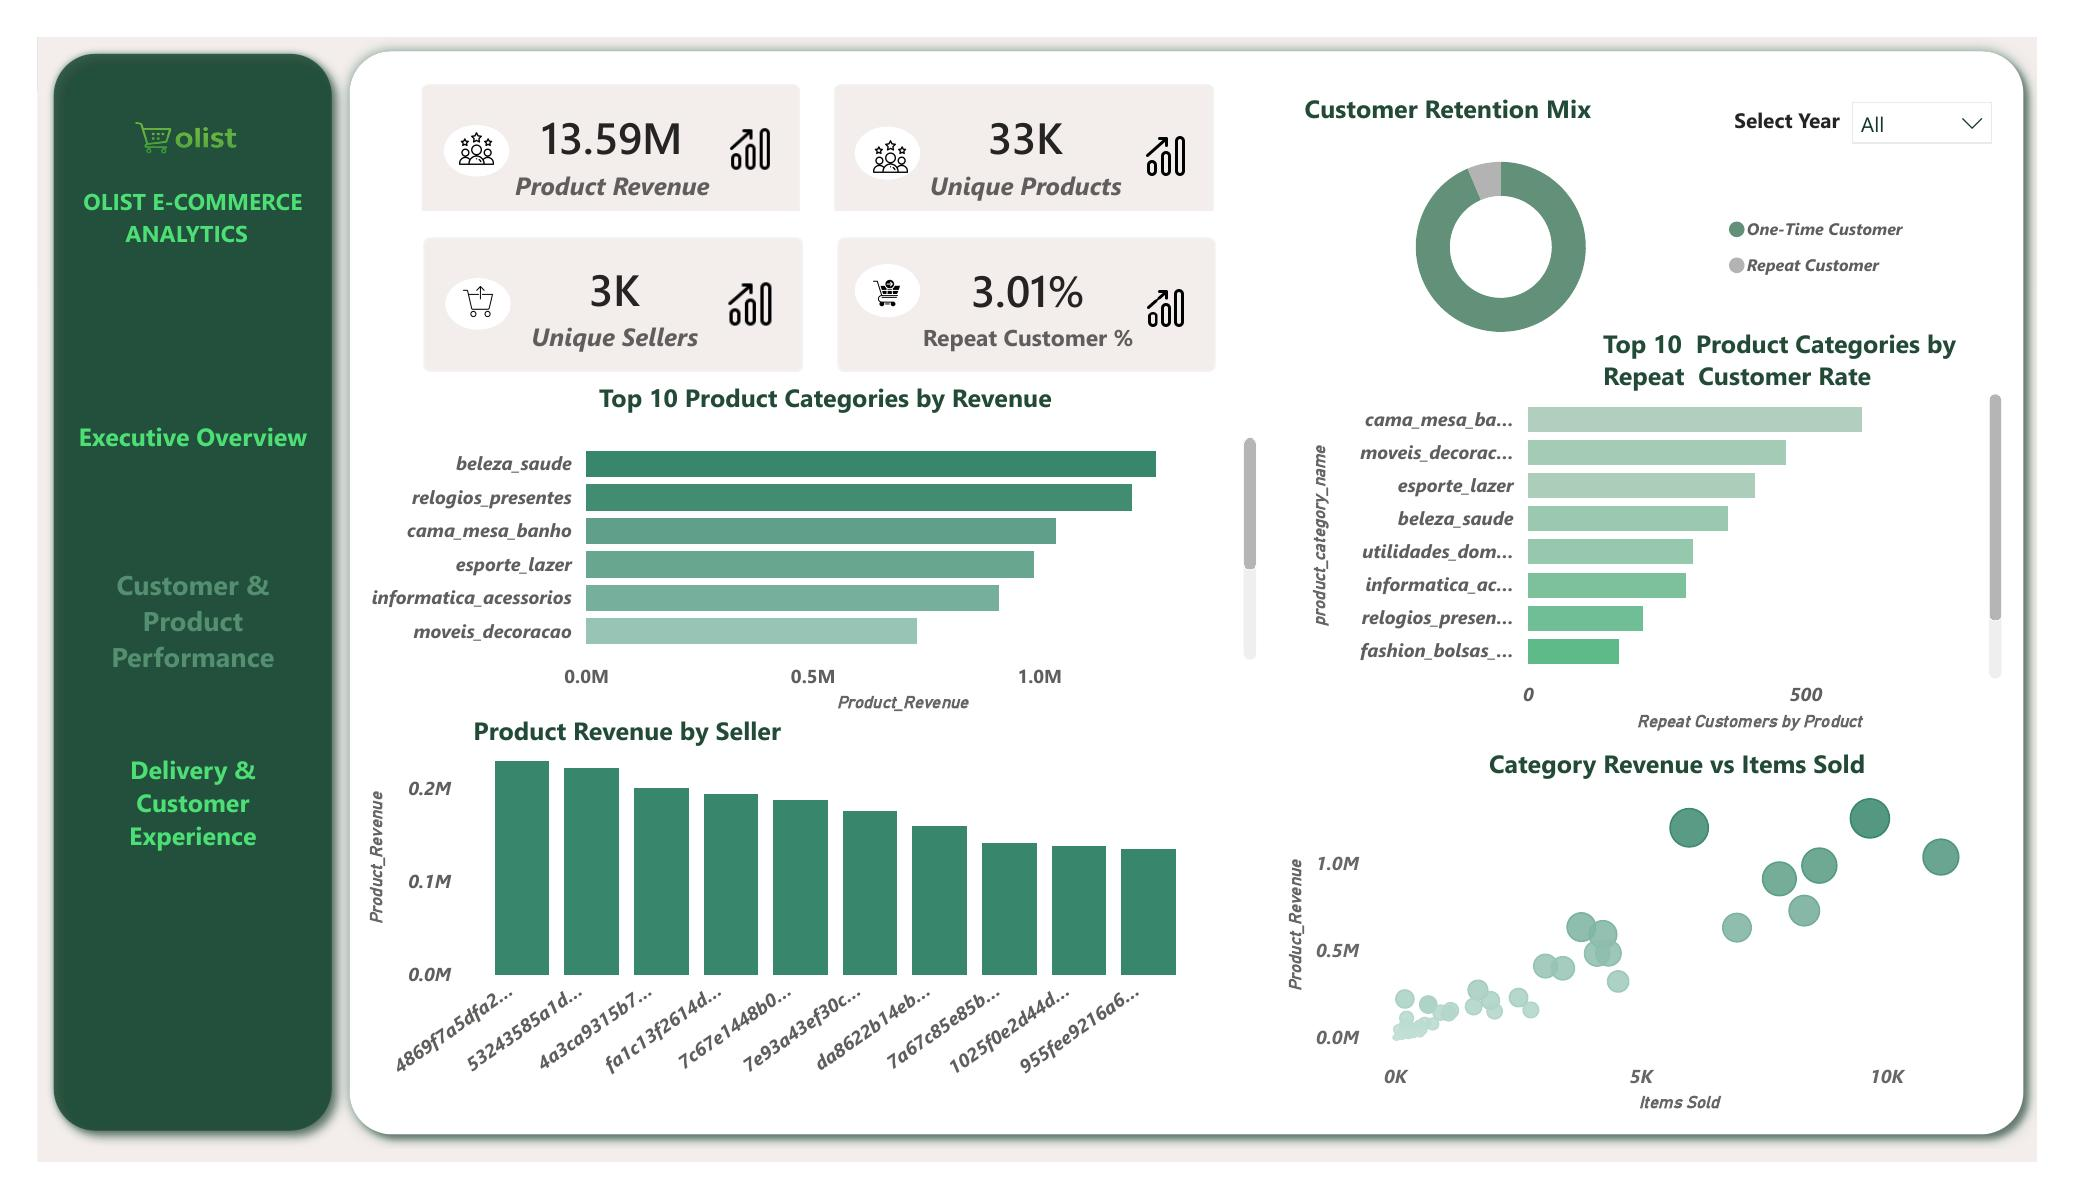 olist
OLIST E-COMMERCE
ANALYTICS
Executive Overview
Customer &
Product
Performance
Delivery &
Customer
Experience
13.59M
Product Revenue
33K
Unique Products
3K
Unique Sellers
3.01%
Repeat Customer %
Customer Retention Mix
Select Year
All
One-Time Customer
Repeat Customer
Top 10 Product Categories by Revenue
beleza_saude
relogios_presentes
cama_mesa_banho
esporte_lazer
informatica_acessorios
moveis_decoracao
0.0M
0.5M
1.0M
Product_Revenue
Top 10  Product Categories by
Repeat  Customer Rate
product_category_name
cama_mesa_ba...
moveis_decorac...
esporte_lazer
beleza_saude
utilidades_dom...
informatica_ac...
relogios_presen...
fashion_bolsas_...
0
500
Repeat Customers by Product
Product Revenue by Seller
Product_Revenue
0.2M
0.1M
0.0M
4869f7a5dfa2...
53243585a1d...
4a3ca9315b7...
fa1c13f2614d...
7c67e1448b0...
7e93a43ef30c...
da8622b14eb...
7a67c85e85b...
1025f0e2d44d...
955fee9216a6...
Category Revenue vs Items Sold
Product_Revenue
1.0M
0.5M
0.0M
0K
5K
10K
Items Sold